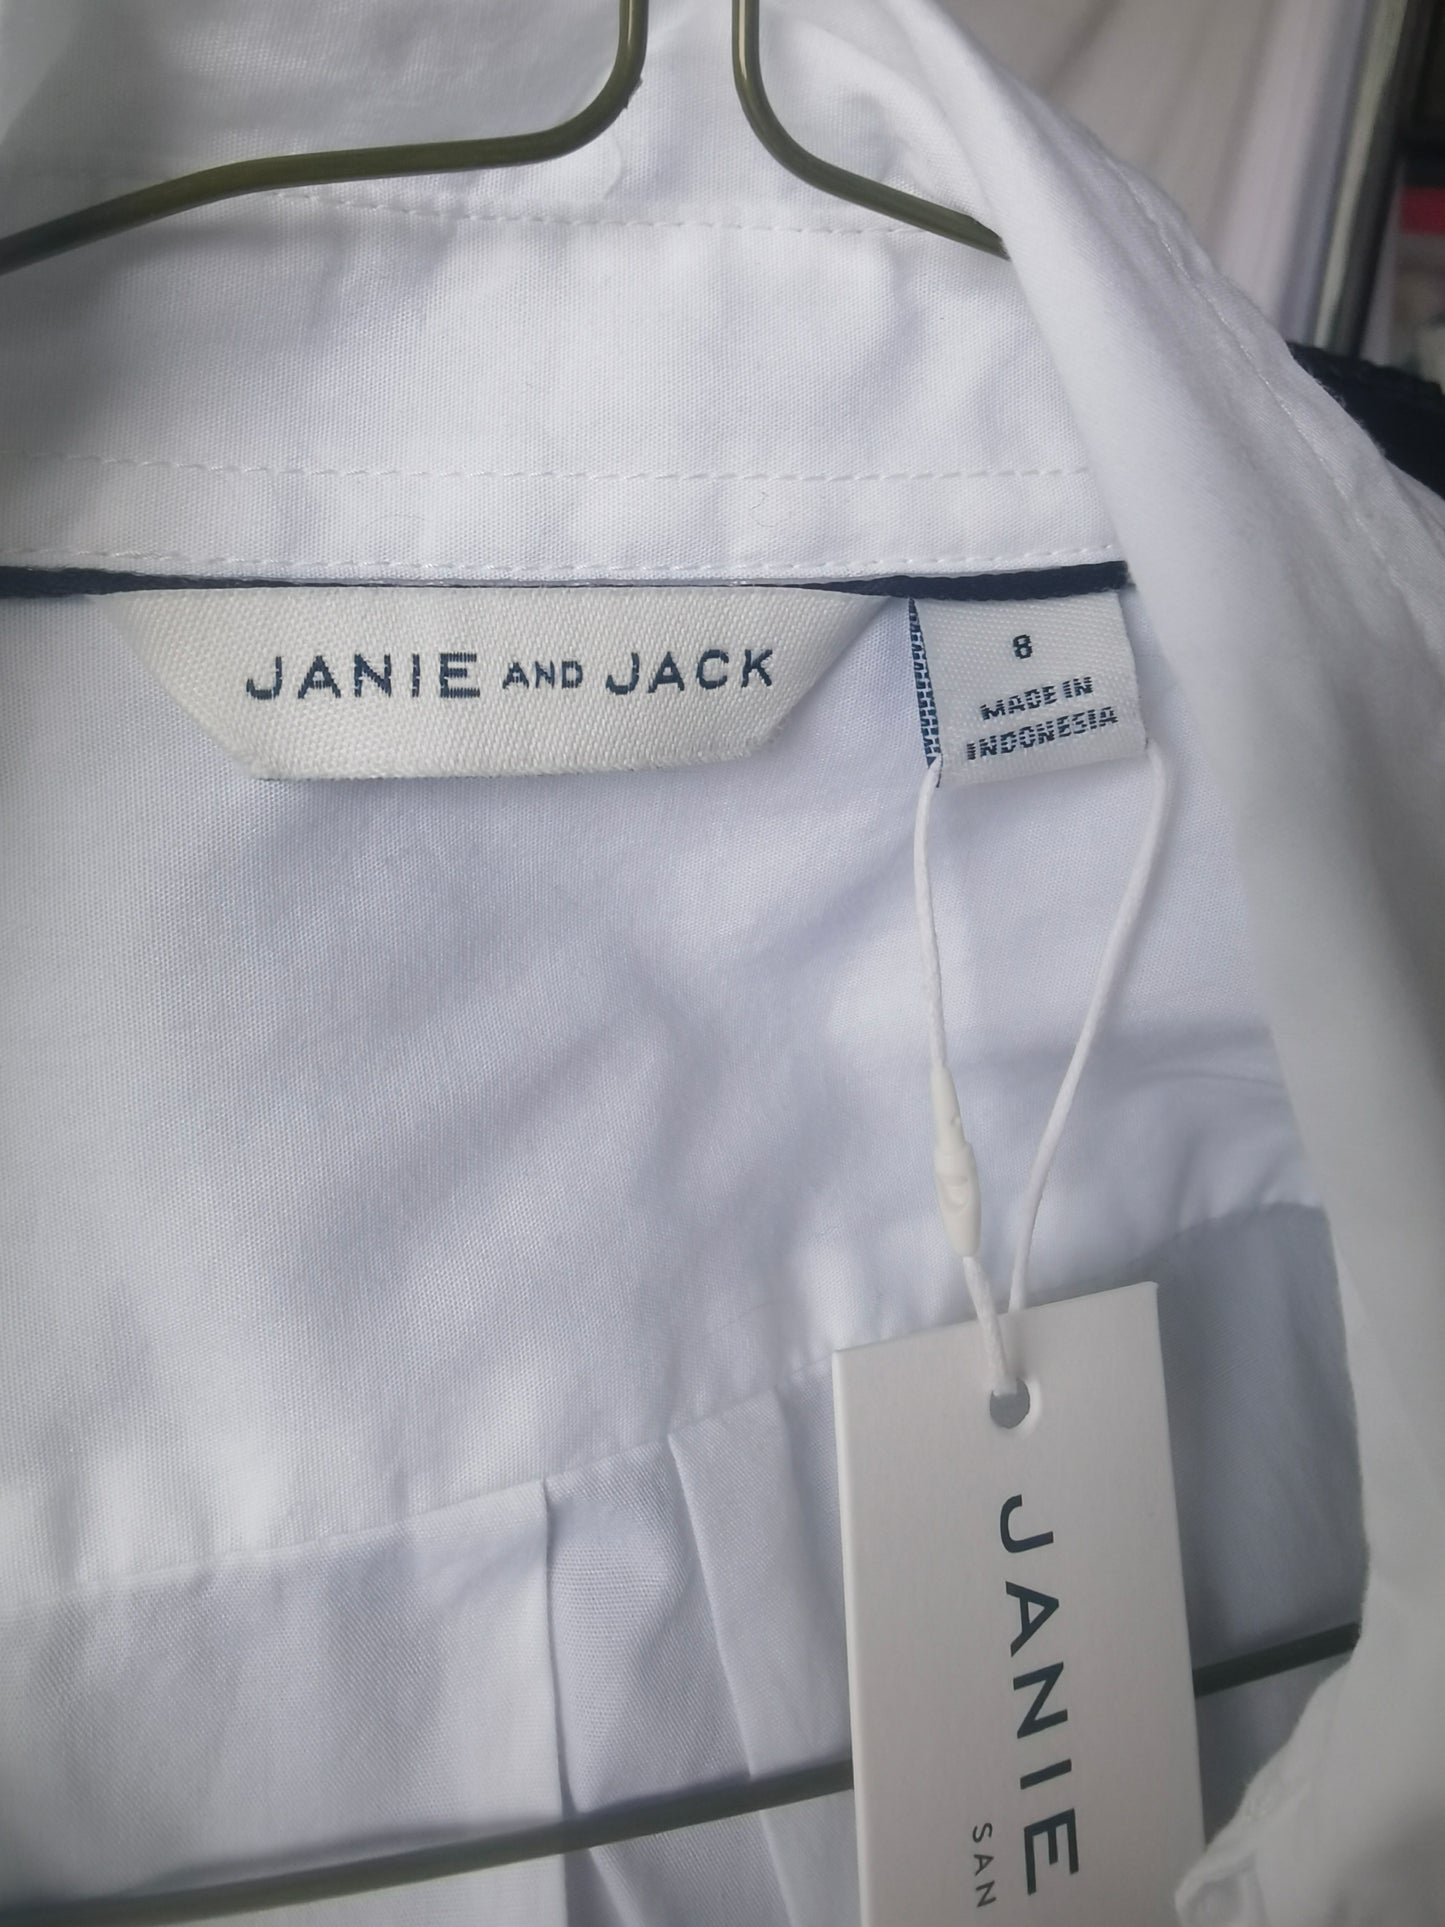 JANIE AND JACK
8
MADE IN
INDONESIA
JANIE
SAN